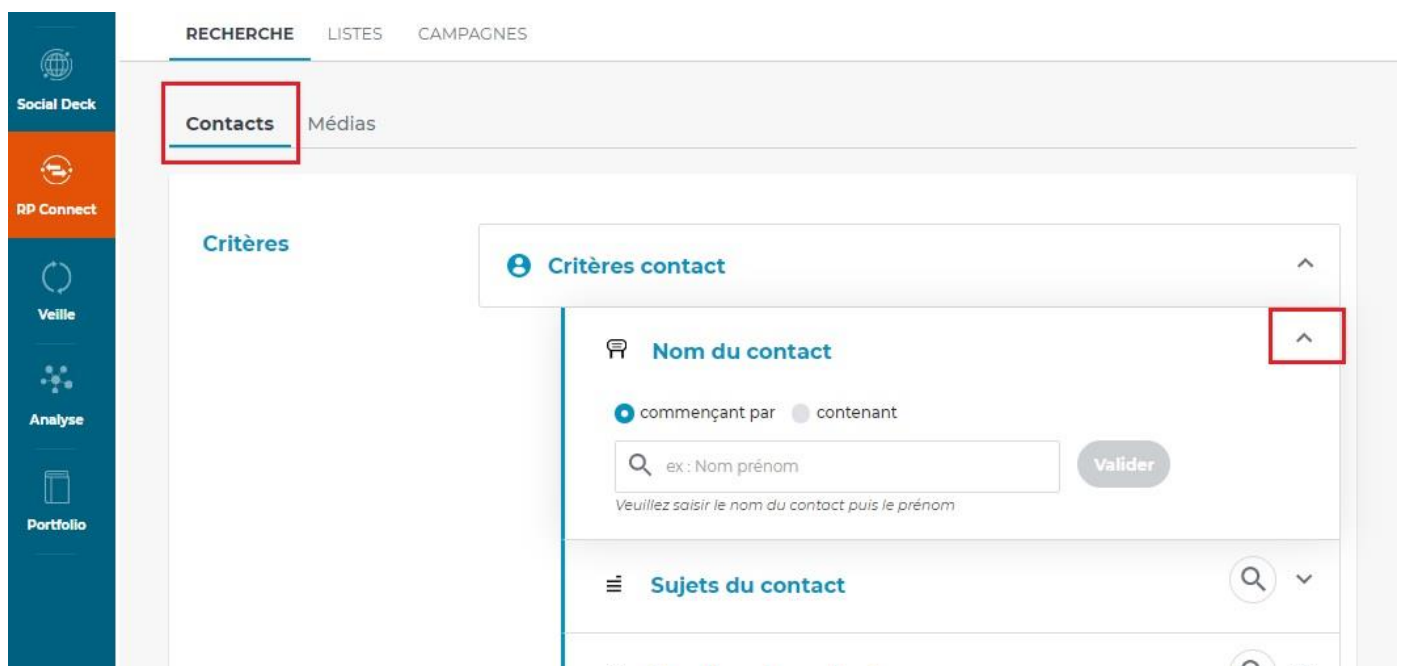 RECHERCHE LISTES CAMPAGNES
Social Deck
Contacts Médias
RP Connect
Critères
Critères contact
Veille
Nom du contact
Analyse
commençant par contenant
ex : Nom prénom
Valider
Veuillez saisir le nom du contact puis le prénom
Portfolio
Sujets du contact